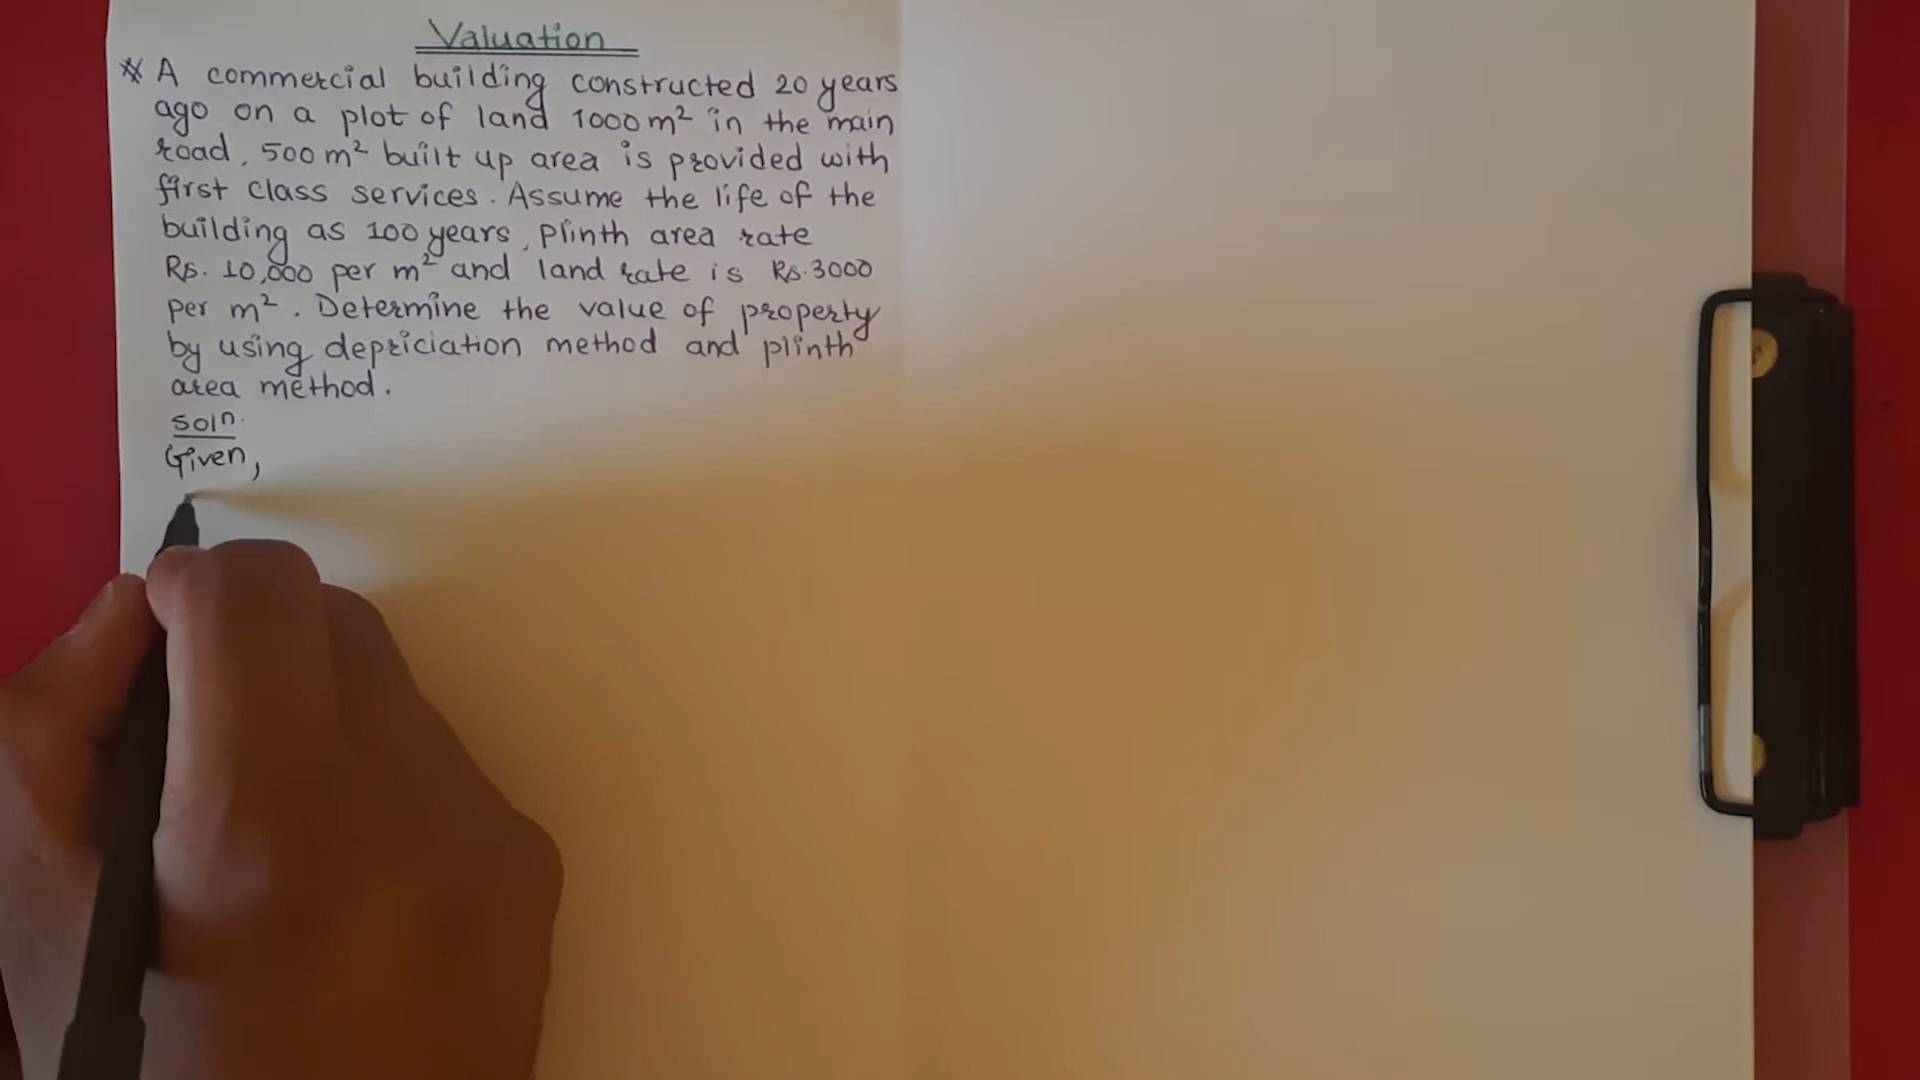 Valuation
* A commercial building constructed 20 years
ago on a plot of land 1000 m² in the main
road, 500 m² built up area is provided with
first class services. Assume the life of the
building as 100 years, plinth area rate
Rs. 10,000 per m² and land rate is Rs. 3000
per m². Determine the value of property
by using depriciation method and plinth
area method.
Soln.
Given,